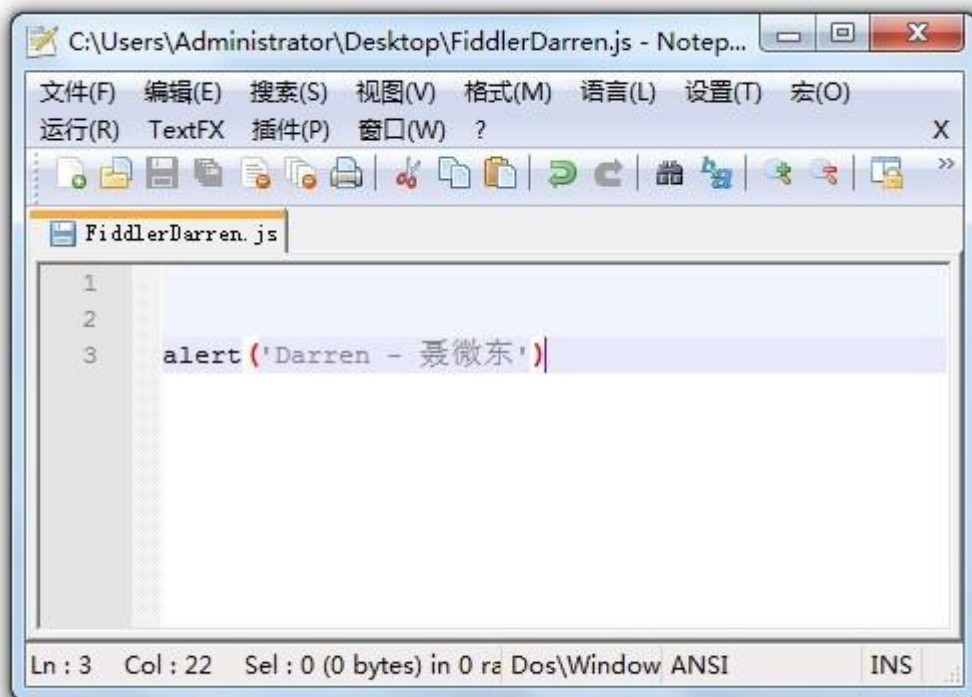 C:\Users\Administrator\Desktop\FiddlerDarren.js - Notep...
文件(F) 编辑(E) 搜索(S) 视图(V) 格式(M) 语言(L) 设置(T) 宏(O)
运行(R) TextFX 插件(P) 窗口(W) ? X
FiddlerDarren.js
1
2
3 alert('Darren - 聂微东')
Ln : 3 Col : 22 Sel : 0 (0 bytes) in 0 ra Dos\Window ANSI INS